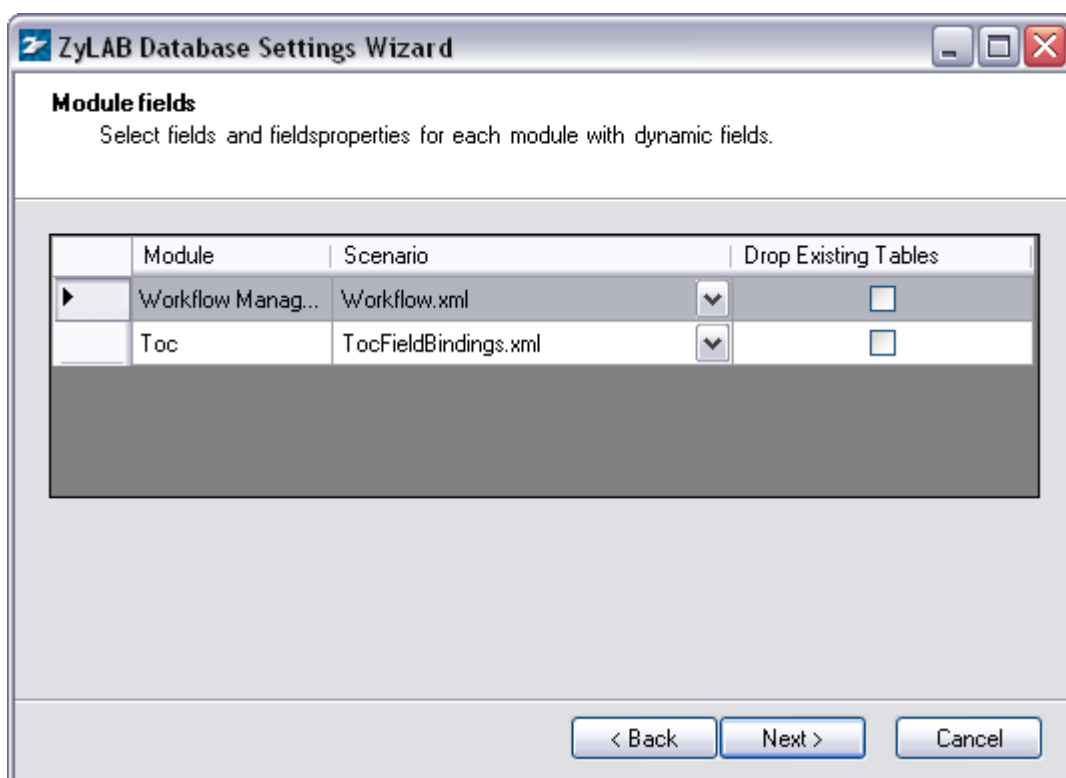 ZyLAB Database Settings Wizard
Module fields
Select fields and fieldsproperties for each module with dynamic fields.
Module Scenario Drop Existing Tables
Workflow Manag... Workflow.xml
Toc TocFieldBindings.xml
< Back Next > Cancel